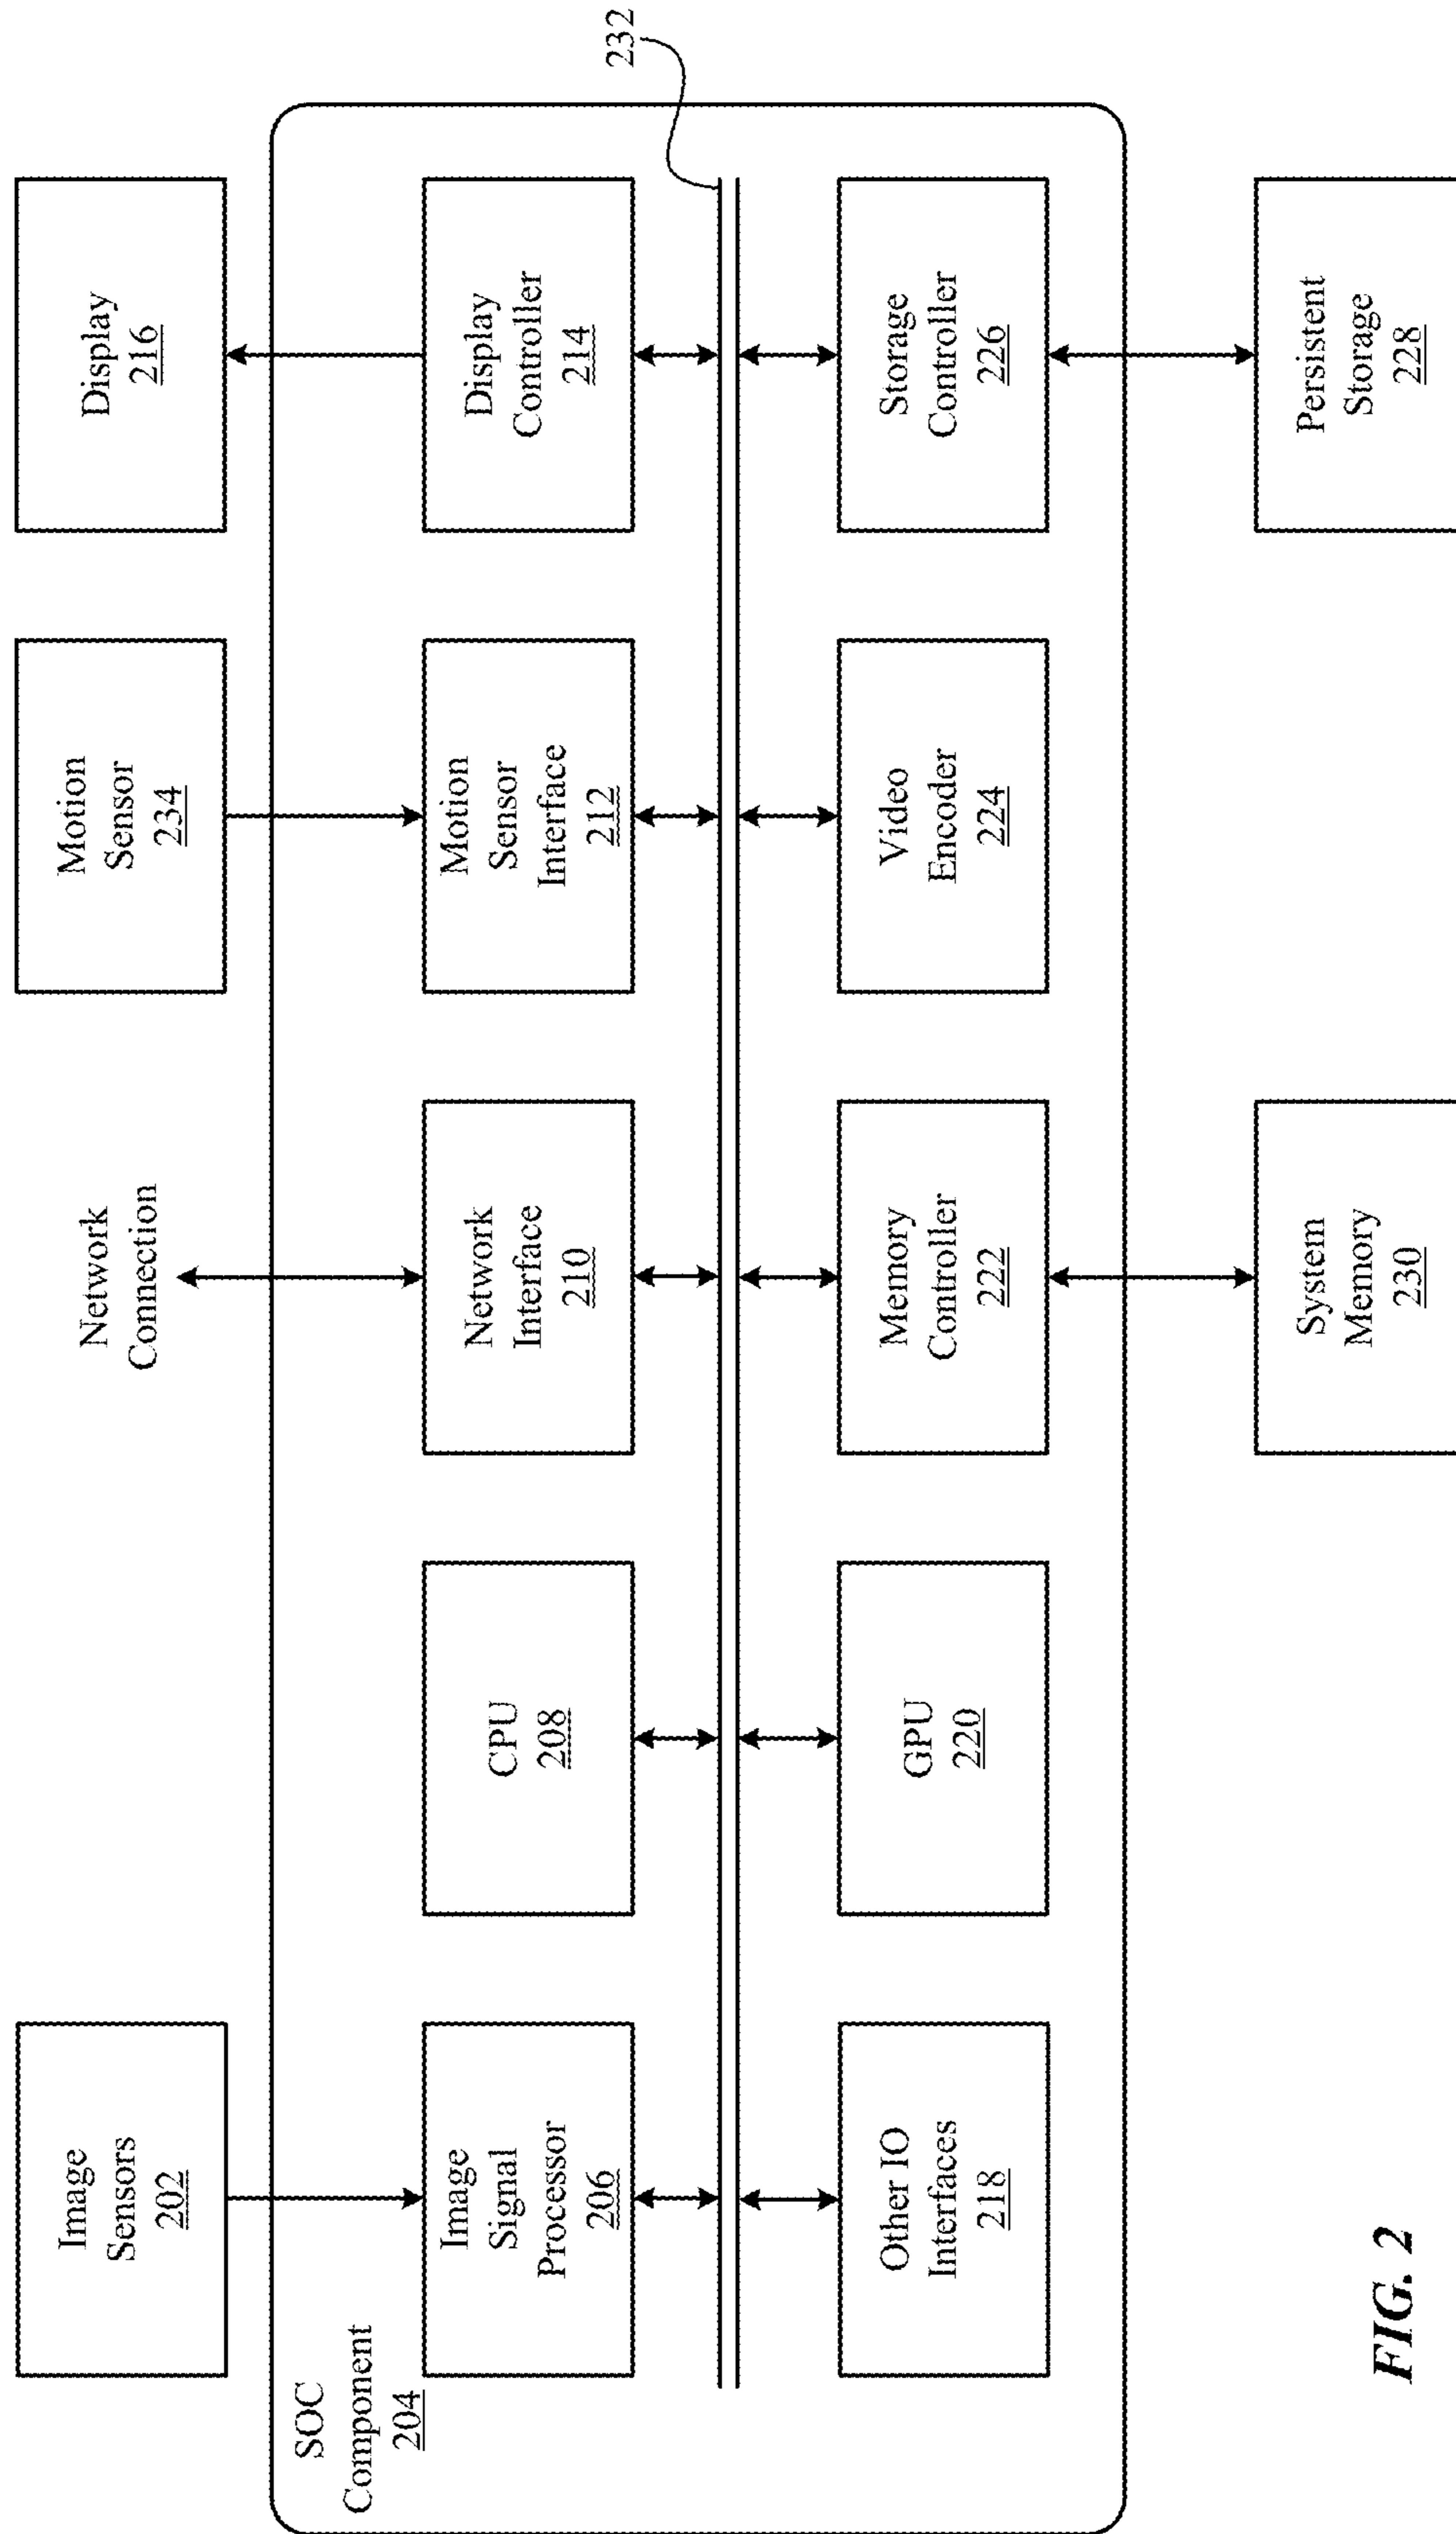 Image
Sensors
202
Network
Connection
Motion
Sensor
234
Display
216
SOC
Component
204
Image
Signal
Processor
206
CPU
208
Network
Interface
210
Motion
Sensor
Interface
212
Display
Controller
214
232
Other IO
Interfaces
218
GPU
220
Memory
Controller
222
Video
Encoder
224
Storage
Controller
226
System
Memory
230
Persistent
Storage
228
FIG. 2